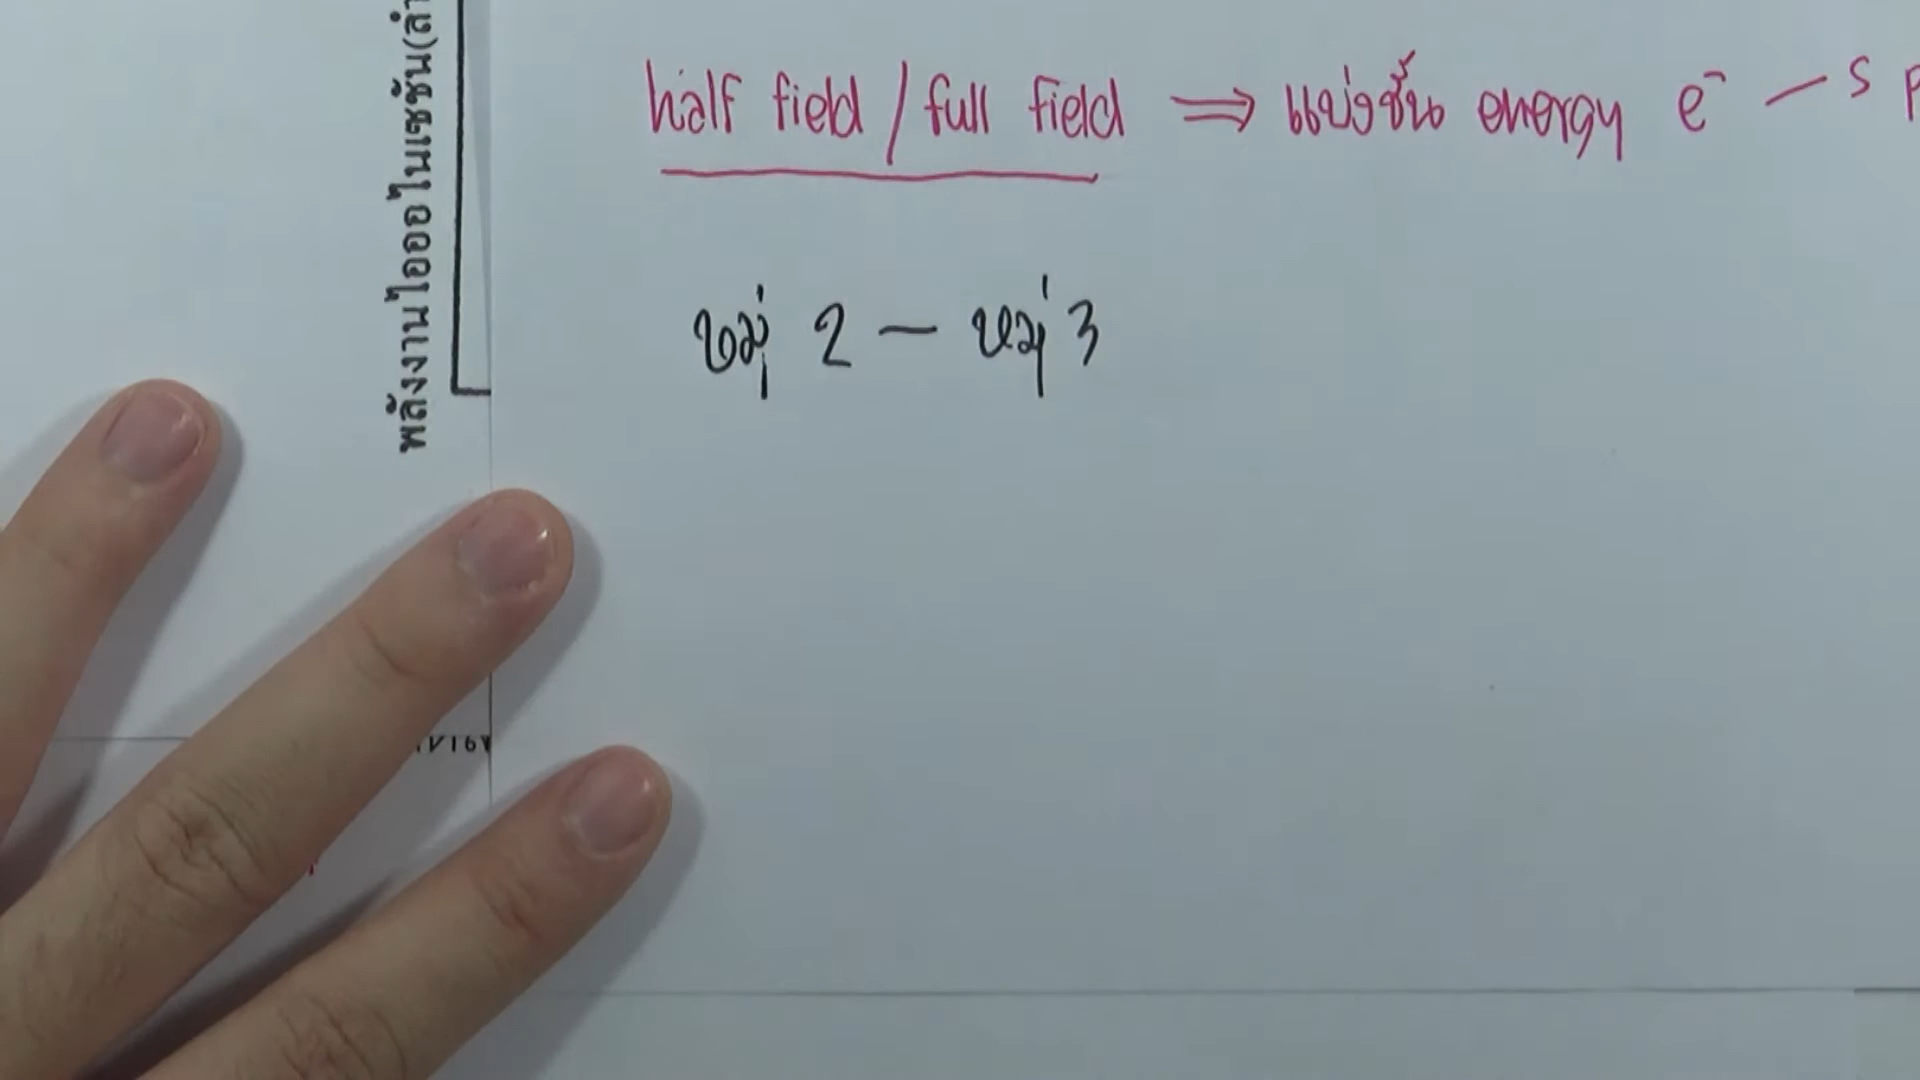 half field / full field ⇒ แบ่งชั้น energy e⁻ — s p
หมู่ 2 — หมู่ 3
พลังงานไอออไนเซชัน(ลำ